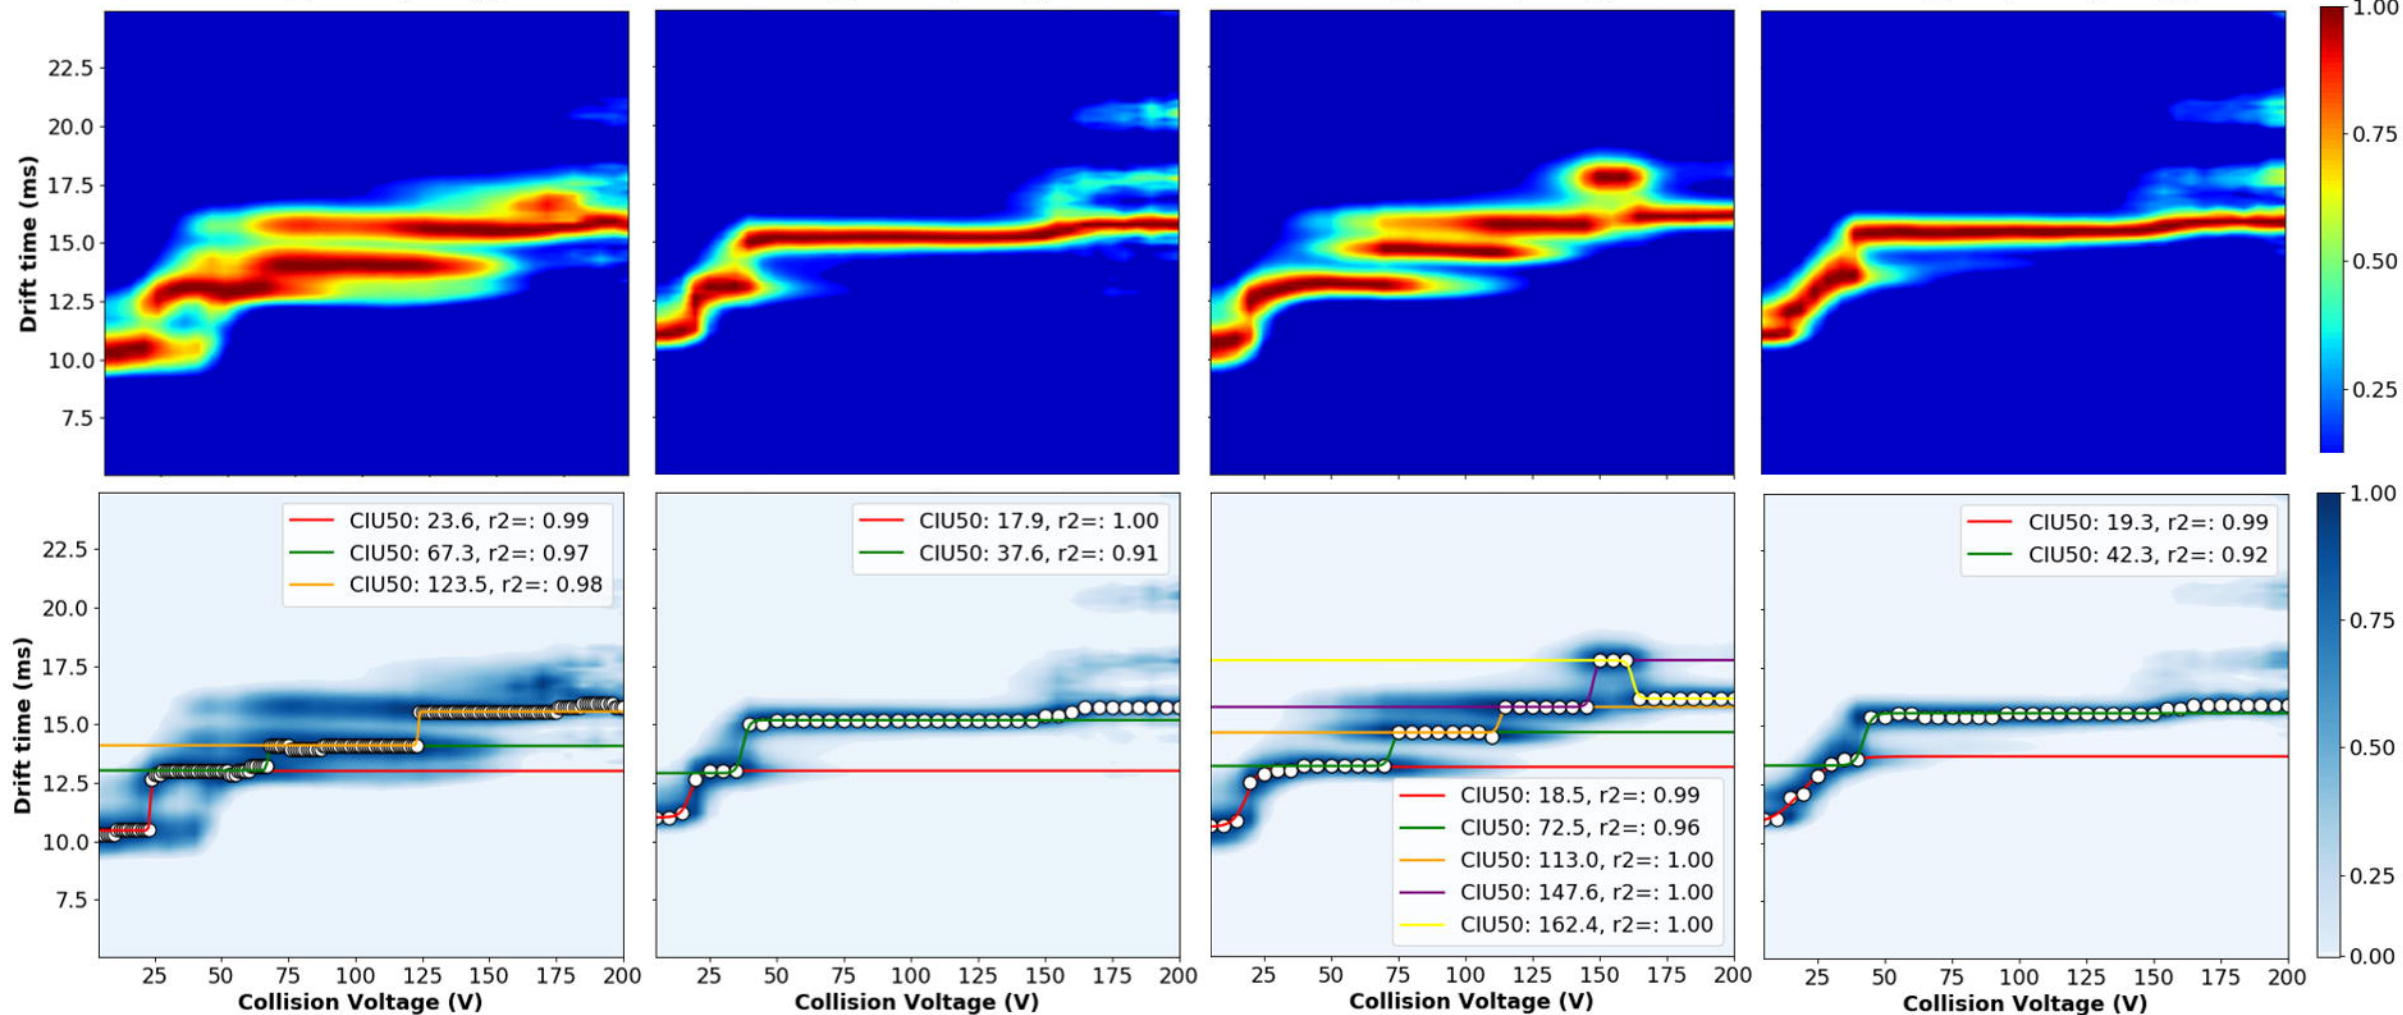 1.00
22.5
20.0
0.75
17.5
15.0
0.50
12.5
10.0
0.25
7.5
Drift time (ms)
CIU50: 23.6, r2=: 0.99
CIU50: 67.3, r2=: 0.97
CIU50: 123.5, r2=: 0.98
CIU50: 17.9, r2=: 1.00
CIU50: 37.6, r2=: 0.91
CIU50: 18.5, r2=: 0.99
CIU50: 72.5, r2=: 0.96
CIU50: 113.0, r2=: 1.00
CIU50: 147.6, r2=: 1.00
CIU50: 162.4, r2=: 1.00
CIU50: 19.3, r2=: 0.99
CIU50: 42.3, r2=: 0.92
1.00
22.5
20.0
0.75
17.5
15.0
0.50
12.5
10.0
0.25
7.5
0.00
Drift time (ms)
25 50 75 100 125 150 175 200
25 50 75 100 125 150 175 200
25 50 75 100 125 150 175 200
25 50 75 100 125 150 175 200
Collision Voltage (V)
Collision Voltage (V)
Collision Voltage (V)
Collision Voltage (V)